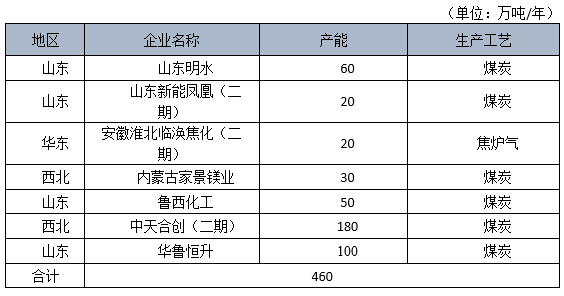 （单位：万吨/年）
地区 企业名称 产能 生产工艺
山东 山东明水 60 煤炭
山东 山东新能凤凰（二期） 20 煤炭
华东 安徽淮北临涣焦化（二期） 20 焦炉气
西北 内蒙古家景镁业 30 煤炭
山东 鲁西化工 50 煤炭
西北 中天合创（二期） 180 煤炭
山东 华鲁恒升 100 煤炭
合计 460